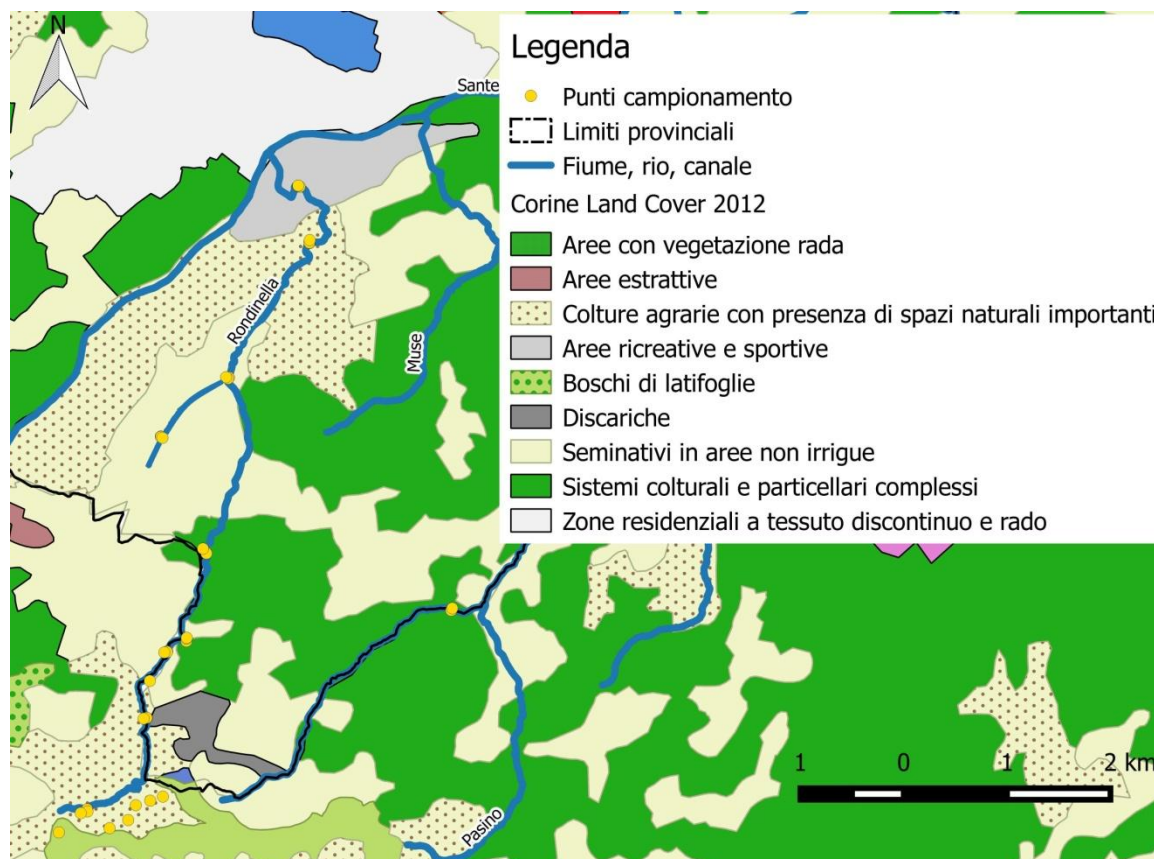 N
Sante
Rondinella
Muse
Pasino
Legenda
Punti campionamento
Limiti provinciali
Fiume, rio, canale
Corine Land Cover 2012
Aree con vegetazione rada
Aree estrattive
Colture agrarie con presenza di spazi naturali importanti
Aree ricreative e sportive
Boschi di latifoglie
Discariche
Seminativi in aree non irrigue
Sistemi colturali e particellari complessi
Zone residenziali a tessuto discontinuo e rado
1 0 1 2 km